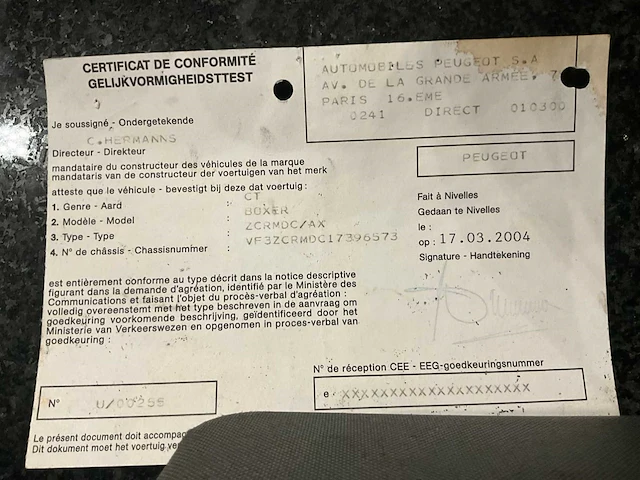 CERTIFICAT DE CONFORMITÉ
GELIJKVORMIGHEIDSTTEST
AUTOMOBILES PEUGEOT S.A
AV. DE LA GRANDE ARMEE 7
PARIS 16.EME
0241 DIRECT 010300
Je soussigné - Ondergetekende
C.HERMANNS
Directeur - Direkteur
mandataire du constructeur des véhicules de la marque
mandataris van de constructeur der voertuigen van het merk
PEUGEOT
atteste que le véhicule - bevestigt bij deze dat voertuig :
1. Genre - Aard : CT
2. Modèle - Model : BOXER
3. Type - Type : ZCRMDC/AX
4. N° de châssis - Chassisnummer : VF3ZCRMDC17396573
Fait à Nivelles
Gedaan te Nivelles
le :
op : 17.03.2004
Signature - Handtekening
est entièrement conforme au type décrit dans la notice descriptive
figurant dans la demande d'agréation, identifié par le Ministère des
Communications et faisant l'objet du procès-verbal d'agréation :
volledig overeenstemt met het type beschreven in de aanvraag om
goedkeuring voorkomende beschrijving, geïdentificeerd door het
Ministerie van Verkeerswezen en opgenomen in proces-verbal van
goedkeuring :
N° de réception CEE - EEG-goedkeuringsnummer
e XXXXXXXXXXXXXXXXXXXX
N° U/00255
Le présent document doit accompag
Dit dokument moet het voertuig